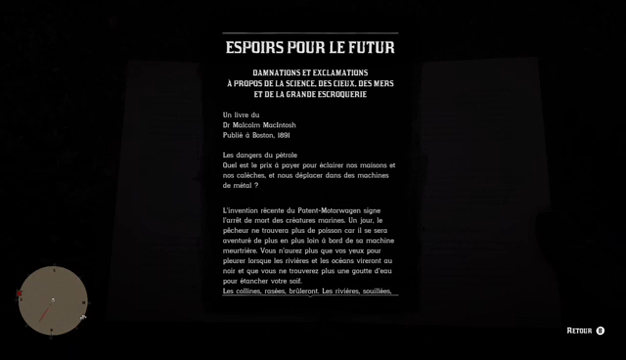 ESPOIRS POUR LE FUTUR
DAMNATIONS ET EXCLAMATIONS
À PROPOS DE LA SCIENCE, DES CIEUX, DES MERS
ET DE LA GRANDE ESCROQUERIE
Un livre du
Dr Malcolm MacIntosh
Publié à Boston, 1891
Les dangers du pétrole
Quel est le prix à payer pour éclairer nos maisons et
nos calèches, et nous déplacer dans des machines
de métal ?
L'invention récente du Patent-Motorwagen signe
l'arrêt de mort des créatures marines. Un jour, le
pêcheur ne trouvera plus de poisson car il se sera
aventuré de plus en plus loin à bord de sa machine
meurtrière. Vous n'aurez plus que vos yeux pour
pleurer lorsque les rivières et les océans vireront au
noir et que vous ne trouverez plus une goutte d'eau
pour étancher votre soif.
Les collines, rasées, brûleront. Les rivières, souillées,
RETOUR B